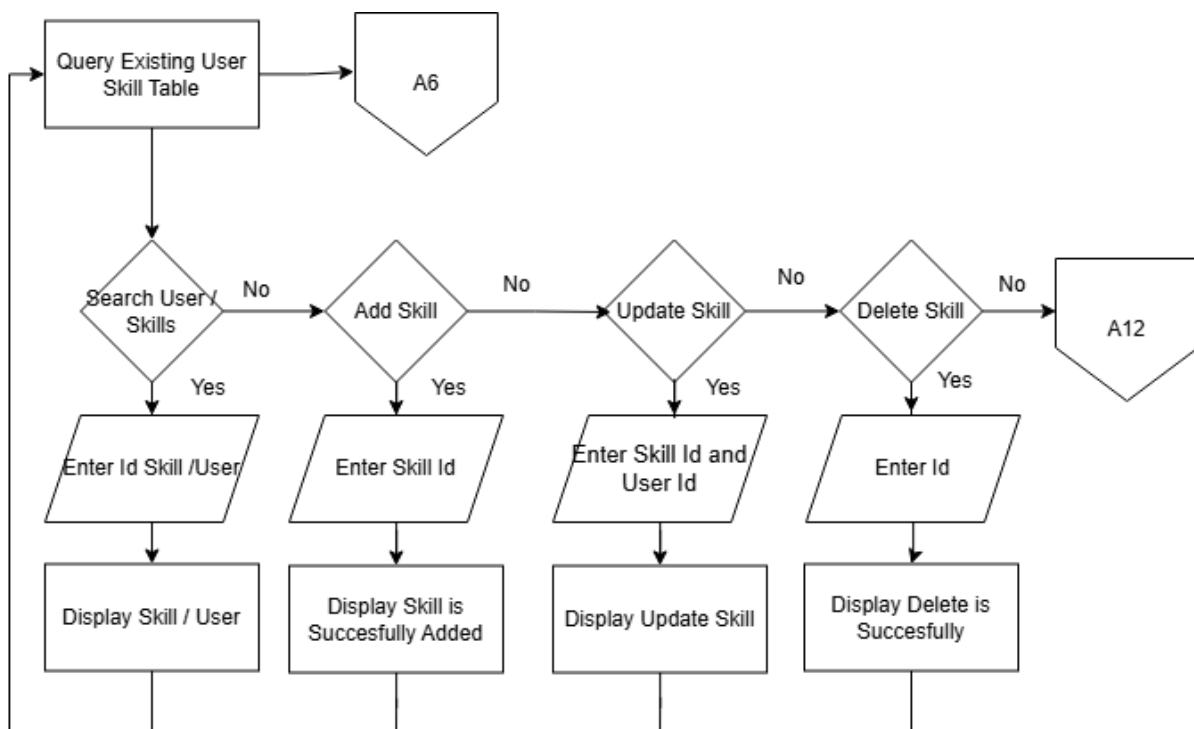 Query Existing User
Skill Table
A6
Search User /
Skills
No
Add Skill
No
Update Skill
No
Delete Skill
No
A12
Yes
Yes
Yes
Yes
Enter Id Skill /User
Enter Skill Id
Enter Skill Id and
User Id
Enter Id
Display Skill / User
Display Skill is
Succesfully Added
Display Update Skill
Display Delete is
Succesfully